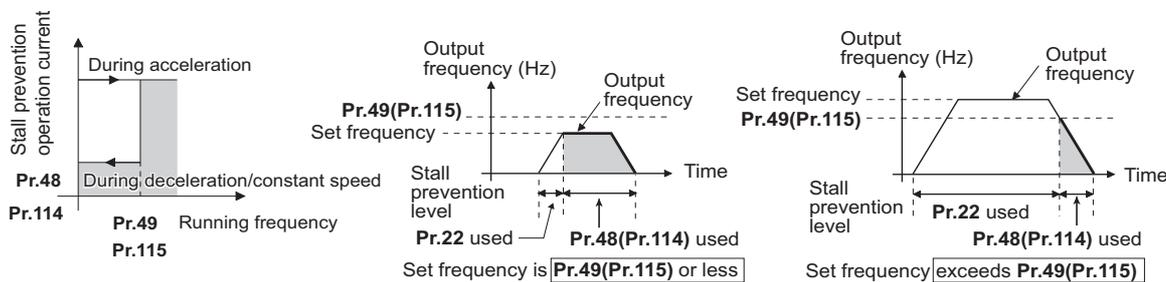 Stall prevention
operation current
During acceleration
Pr.48
During deceleration/constant speed
Pr.114
Pr.49
Running frequency
Pr.115
Output
frequency (Hz)
Output
frequency
Pr.49(Pr.115)
Set frequency
Time
Stall
prevention
level
Pr.22 used
Pr.48(Pr.114) used
Set frequency is Pr.49(Pr.115) or less
Output
frequency (Hz)
Output
frequency
Set frequency
Pr.49(Pr.115)
Time
Stall
prevention
level
Pr.22 used
Pr.48(Pr.114) used
Set frequency exceeds Pr.49(Pr.115)